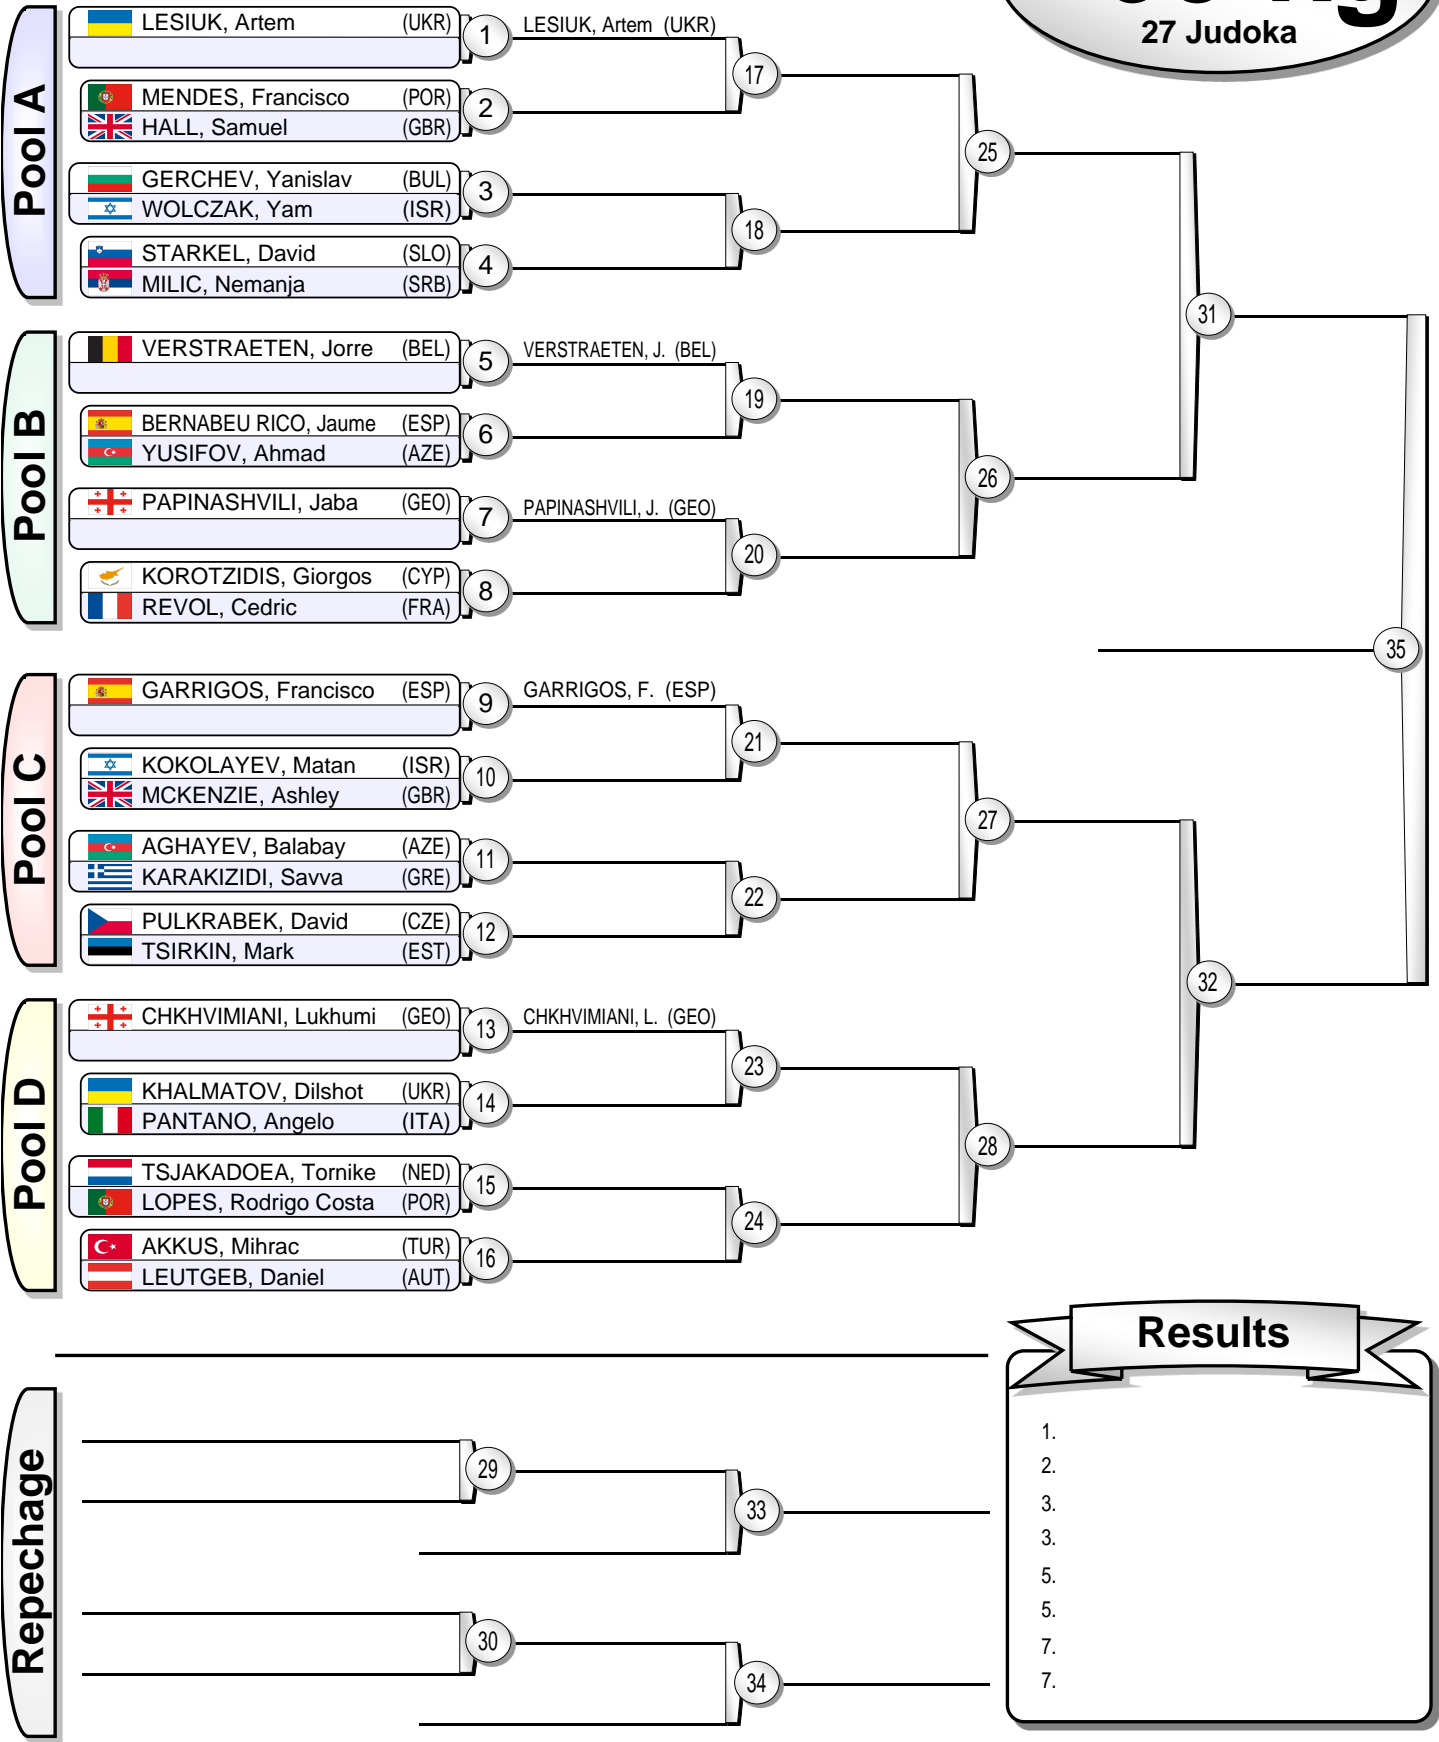 27 Judoka
Pool A
LESIUK, Artem (UKR)
1
LESIUK, Artem (UKR)
MENDES, Francisco (POR)
HALL, Samuel (GBR)
2
17
GERCHEV, Yanislav (BUL)
WOLCZAK, Yam (ISR)
3
STARKEL, David (SLO)
MILIC, Nemanja (SRB)
4
18
25
Pool B
VERSTRAETEN, Jorre (BEL)
5
VERSTRAETEN, J. (BEL)
BERNABEU RICO, Jaume (ESP)
YUSIFOV, Ahmad (AZE)
6
19
PAPINASHVILI, Jaba (GEO)
7
PAPINASHVILI, J. (GEO)
KOROTZIDIS, Giorgos (CYP)
REVOL, Cedric (FRA)
8
20
26
31
35
Pool C
GARRIGOS, Francisco (ESP)
9
GARRIGOS, F. (ESP)
KOKOLAYEV, Matan (ISR)
MCKENZIE, Ashley (GBR)
10
21
AGHAYEV, Balabay (AZE)
KARAKIZIDI, Savva (GRE)
11
PULKRABEK, David (CZE)
TSIRKIN, Mark (EST)
12
22
27
Pool D
CHKHVIMIANI, Lukhumi (GEO)
13
CHKHVIMIANI, L. (GEO)
KHALMATOV, Dilshot (UKR)
PANTANO, Angelo (ITA)
14
23
TSJAKADOEA, Tornike (NED)
LOPES, Rodrigo Costa (POR)
15
AKKUS, Mihrac (TUR)
LEUTGEB, Daniel (AUT)
16
24
28
32
Repechage
29
33
30
34
Results
1.
2.
3.
3.
5.
5.
7.
7.